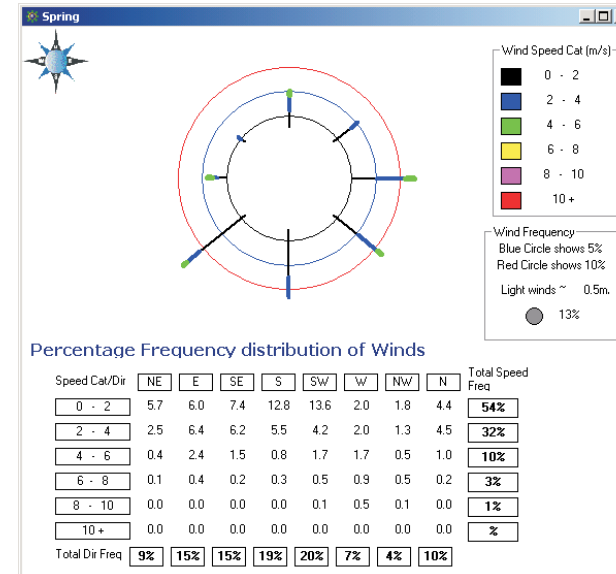 Spring
Wind Speed Cat (m/s)
0 - 2
2 - 4
4 - 6
6 - 8
8 - 10
10 +
Wind Frequency
Blue Circle shows 5%
Red Circle shows 10%
Light winds ~ 0.5m.
13%
Percentage Frequency distribution of Winds
Speed Cat/Dir NE E SE S SW W NW N Total Speed Freq
0 - 2 5.7 6.0 7.4 12.8 13.6 2.0 1.8 4.4 54%
2 - 4 2.5 6.4 6.2 5.5 4.2 2.0 1.3 4.5 32%
4 - 6 0.4 2.4 1.5 0.8 1.7 1.7 0.5 1.0 10%
6 - 8 0.1 0.4 0.2 0.3 0.5 0.9 0.5 0.2 3%
8 - 10 0.0 0.0 0.0 0.0 0.1 0.5 0.1 0.0 1%
10 + 0.0 0.0 0.0 0.0 0.0 0.0 0.0 0.0 %
Total Dir Freq 9% 15% 15% 19% 20% 7% 4% 10%